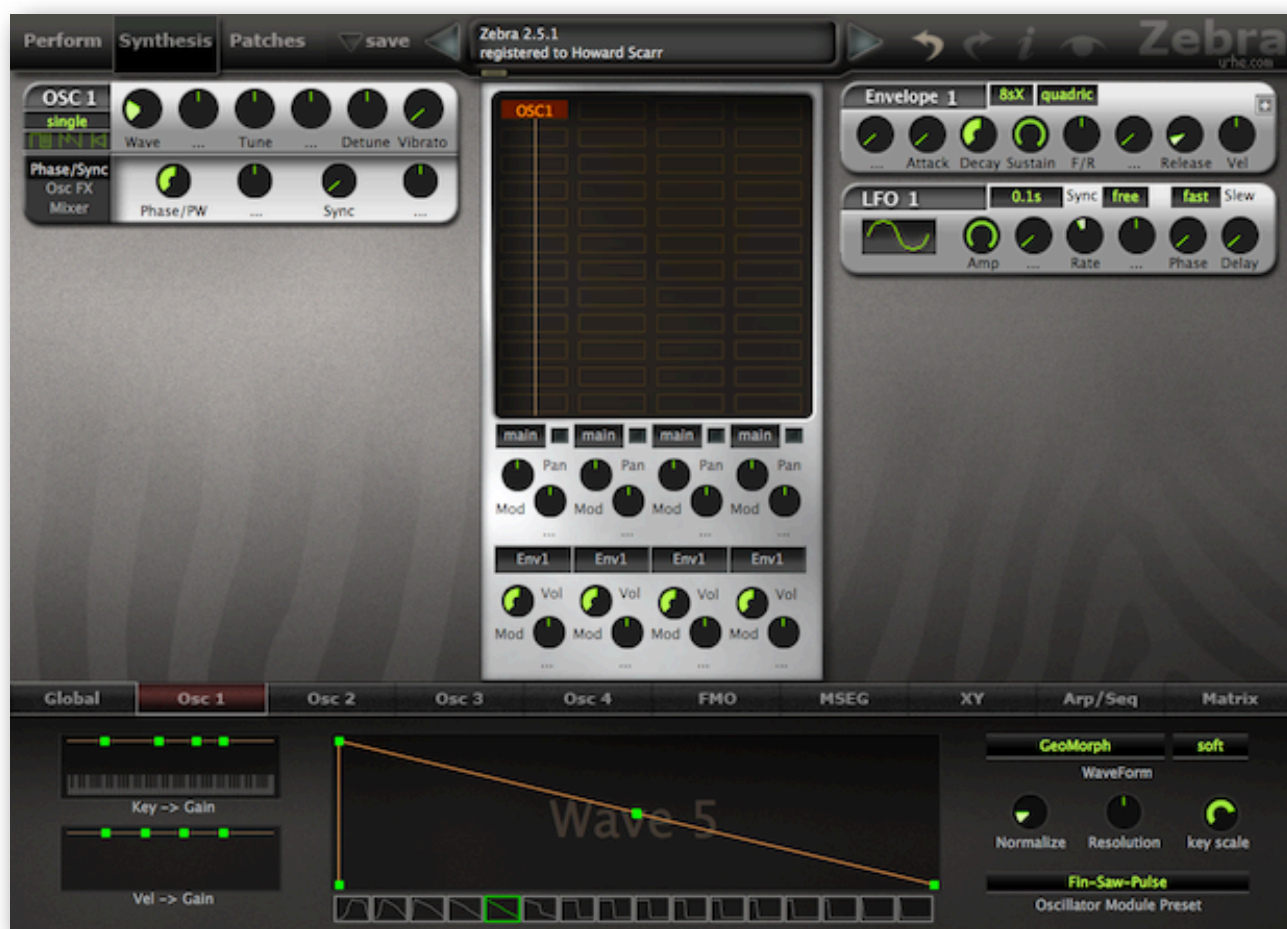 Perform Synthesis Patches save
Zebra 2.5.1
registered to Howard Scarr
Zebra
u-he.com
OSC 1
single
Wave ... Tune ... Detune Vibrato
Phase/Sync
Osc FX
Mixer
Phase/PW ... Sync ...
OSC1
Envelope 1 8sX quadric
... Attack Decay Sustain F/R ... Release Vel
LFO 1 0.1s Sync free fast Slew
Amp ... Rate ... Phase Delay
main main main main
Pan Pan Pan Pan
Mod Mod Mod Mod
... ... ... ...
Env1 Env1 Env1 Env1
Vol Vol Vol Vol
Mod Mod Mod Mod
... ... ... ...
Global Osc 1 Osc 2 Osc 3 Osc 4 FMO MSEG XY Arp/Seq Matrix
Key -> Gain
Vel -> Gain
Wave 5
GeoMorph soft
WaveForm
Normalize Resolution key scale
Fin-Saw-Pulse
Oscillator Module Preset